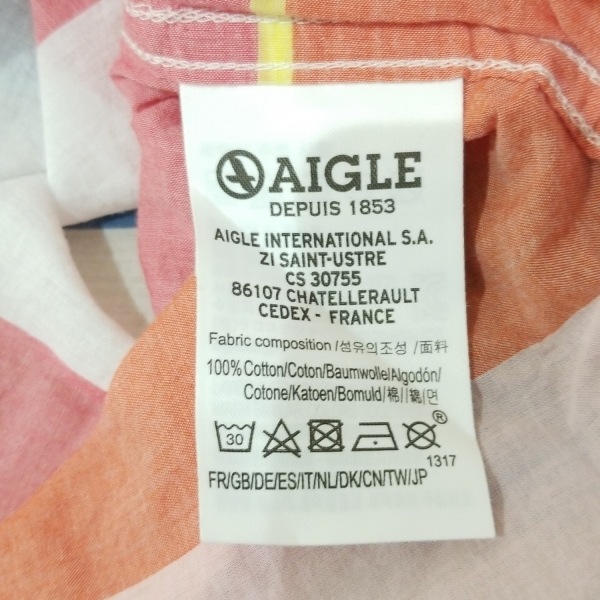 AIGLE
DEPUIS 1853
AIGLE INTERNATIONAL S.A.
ZI SAINT-USTRE
CS 30755
86107 CHATELLERAULT
CEDEX - FRANCE
Fabric composition /섬유의조성 /面料
100% Cotton/Coton/Baumwolle/Algodón/
Cotone/Katoen/Bomuld/棉/綿/면
30
®
1317
FR/GB/DE/ES/IT/NL/DK/CN/TW/JP